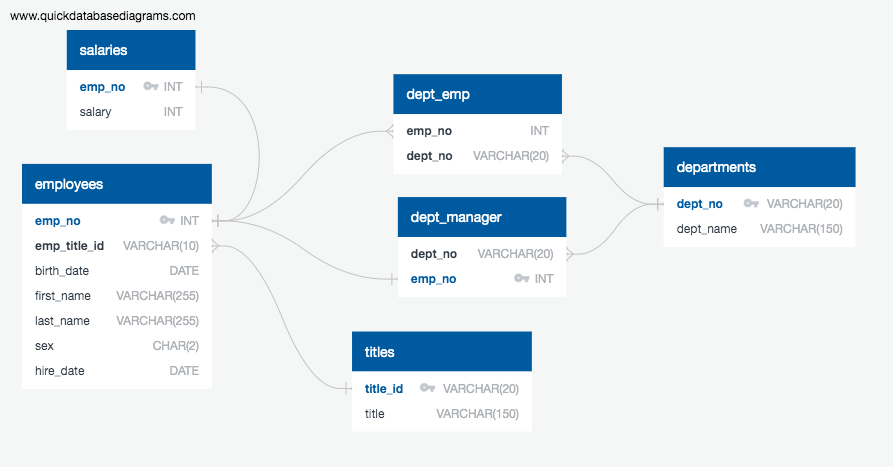 www.quickdatabasediagrams.com
salaries
emp_no INT
salary INT
employees
emp_no INT
emp_title_id VARCHAR(10)
birth_date DATE
first_name VARCHAR(255)
last_name VARCHAR(255)
sex CHAR(2)
hire_date DATE
dept_emp
emp_no INT
dept_no VARCHAR(20)
dept_manager
dept_no VARCHAR(20)
emp_no INT
titles
title_id VARCHAR(20)
title VARCHAR(150)
departments
dept_no VARCHAR(20)
dept_name VARCHAR(150)